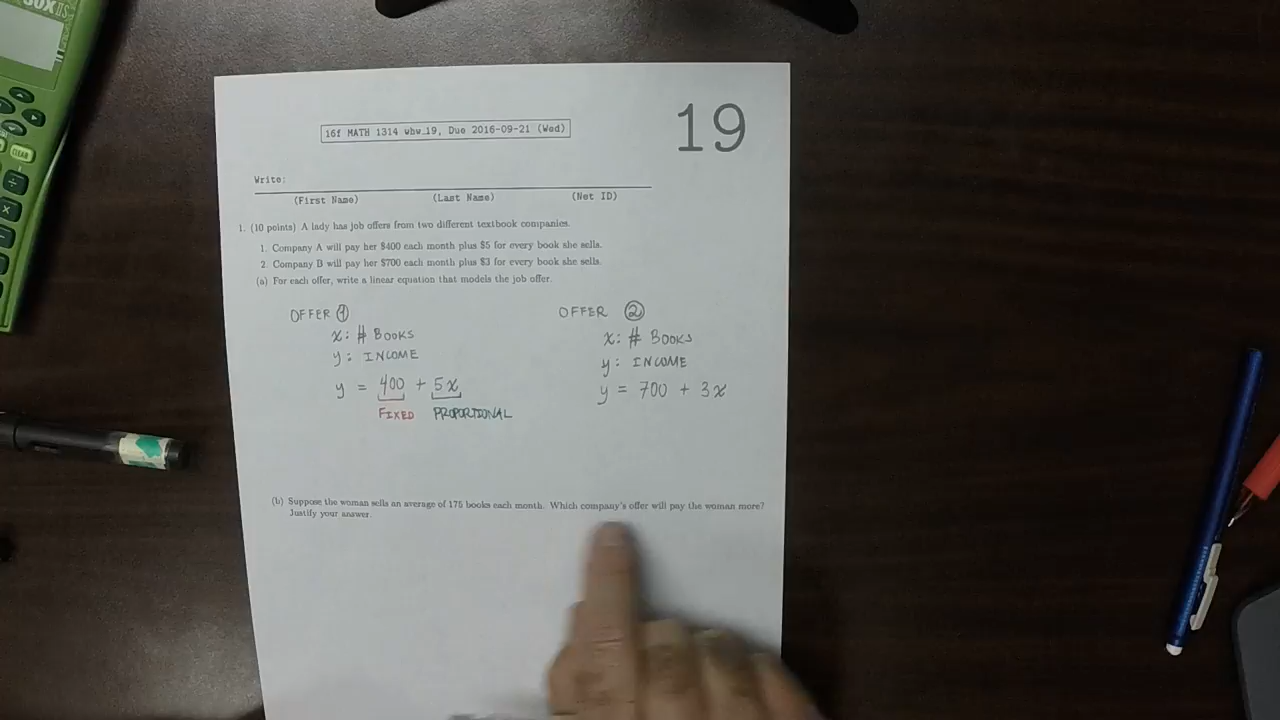 16f MATH 1314 wbw_19, Due 2016-09-21 (Wed)
19
Write:
(First Name) (Last Name) (Net ID)
1. (10 points) A lady has job offers from two different textbook companies.
1. Company A will pay her $400 each month plus $5 for every book she sells.
2. Company B will pay her $700 each month plus $3 for every book she sells.
(a) For each offer, write a linear equation that models the job offer.
OFFER ①
x: # BOOKS
y: INCOME
y = 400 + 5x
FIXED PROPORTIONAL
OFFER ②
x: # BOOKS
y: INCOME
y = 700 + 3x
(b) Suppose the woman sells an average of 175 books each month. Which company's offer will pay the woman more?
Justify your answer.
CLEAR